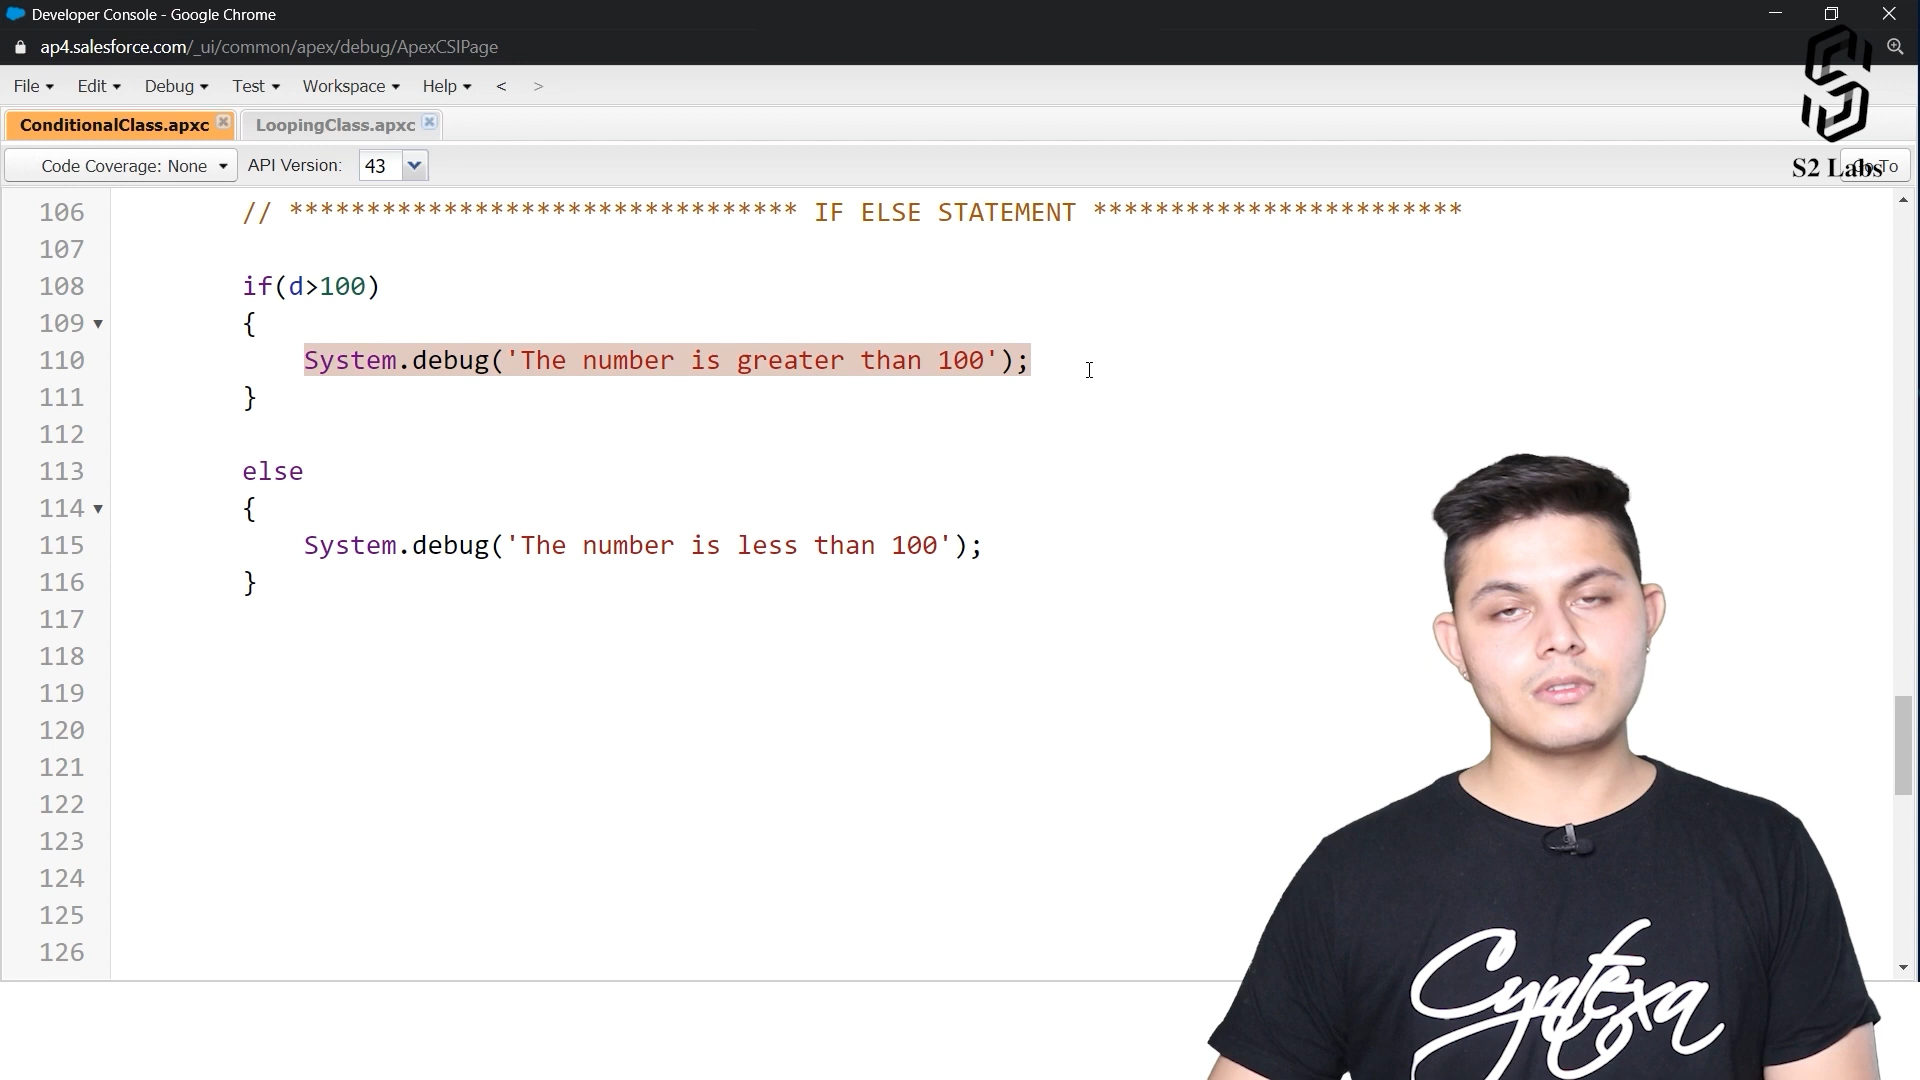 Developer Console - Google Chrome
ap4.salesforce.com/_ui/common/apex/debug/ApexCSIPage
File Edit Debug Test Workspace Help < >
ConditionalClass.apxc LoopingClass.apxc
Code Coverage: None API Version: 43 Go To
S2 Labs
106 // ********************************* IF ELSE STATEMENT ************************
107
108 if(d>100)
109 {
110 System.debug('The number is greater than 100');
111 }
112
113 else
114 {
115 System.debug('The number is less than 100');
116 }
117
118
119
120
121
122
123
124
125
126
Cyntexa